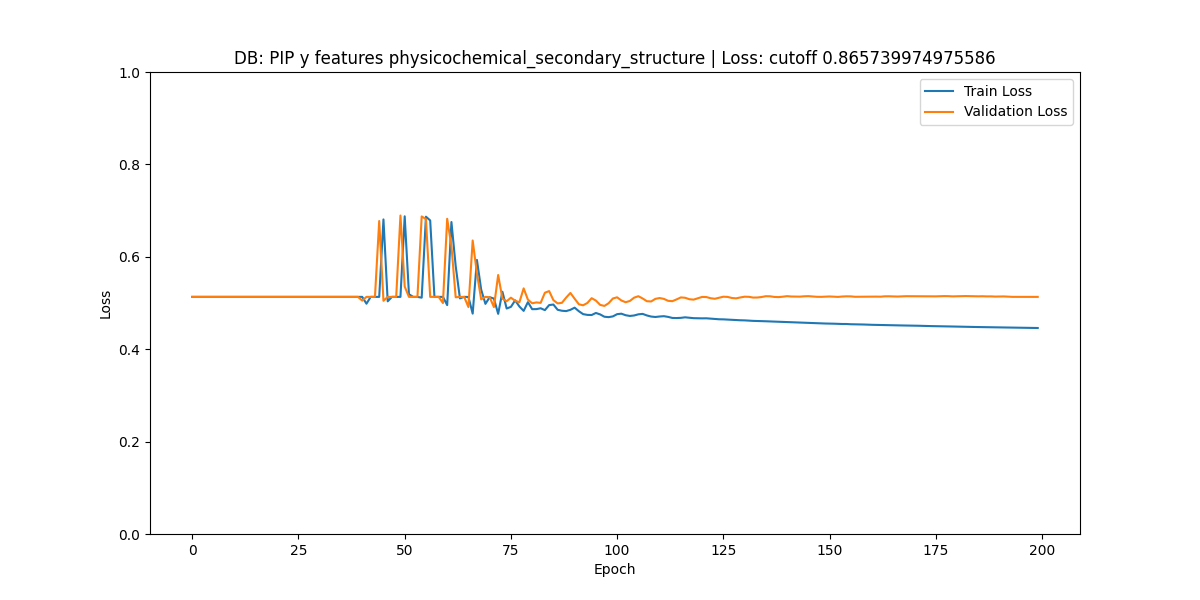 DB: PIP y features physicochemical_secondary_structure | Loss: cutoff 0.865739974975586
Train Loss
Validation Loss
Loss
1.0
0.8
0.6
0.4
0.2
0.0
0 25 50 75 100 125 150 175 200
Epoch